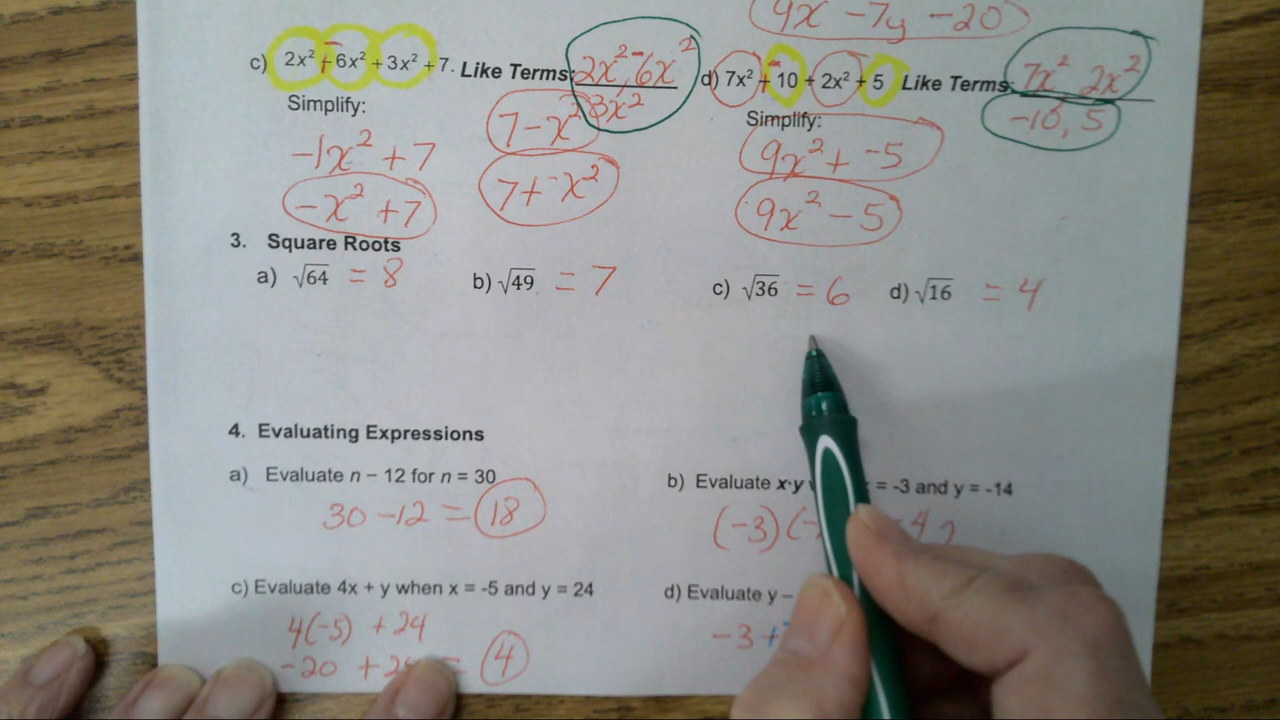 9x - 7y - 20
c) 2x² + -6x² + 3x² + 7. Like Terms: 2x², -6x²
3x²
d) 7x² + -10 + 2x² + 5 Like Terms: 7x² 2x²
-10, 5
Simplify:
-1x² + 7
-x² + 7
7 - x²
7 + -x²
Simplify:
9x² + -5
9x² - 5
3. Square Roots
a) √64 = 8 b) √49 = 7 c) √36 = 6 d) √16 = 4
4. Evaluating Expressions
a) Evaluate n – 12 for n = 30
30 - 12 = 18
b) Evaluate x·y = -3 and y = -14
(-3)(-
c) Evaluate 4x + y when x = -5 and y = 24
4(-5) + 24
-20 + 2 = 4
d) Evaluate y –
-3 +